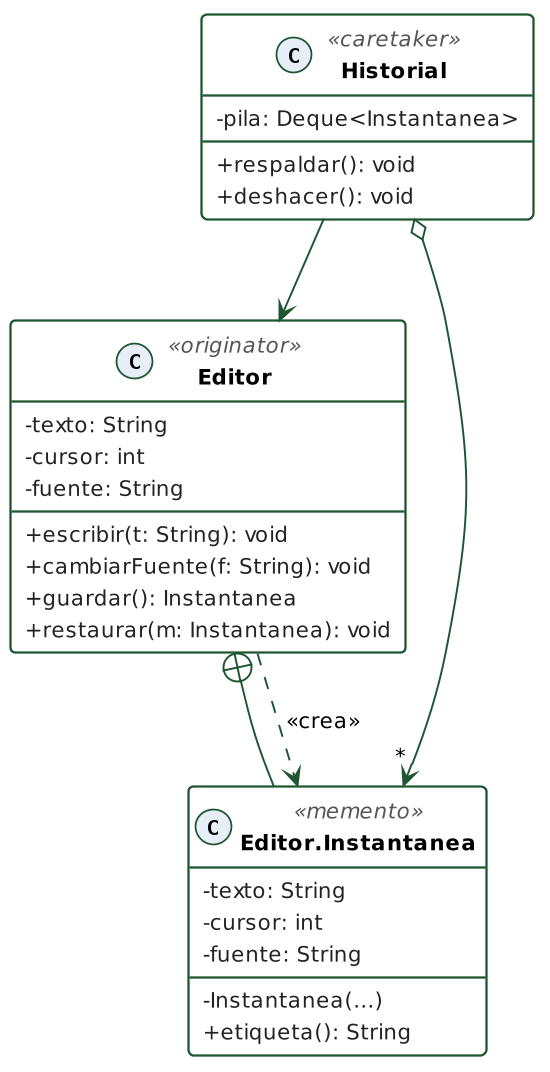 C
«caretaker»
Historial
-pila: Deque<Instantanea>
+respaldar(): void
+deshacer(): void
C
«originator»
Editor
-texto: String
-cursor: int
-fuente: String
+escribir(t: String): void
+cambiarFuente(f: String): void
+guardar(): Instantanea
+restaurar(m: Instantanea): void
«crea»
*
C
«memento»
Editor.Instantanea
-texto: String
-cursor: int
-fuente: String
-Instantanea(...)
+etiqueta(): String